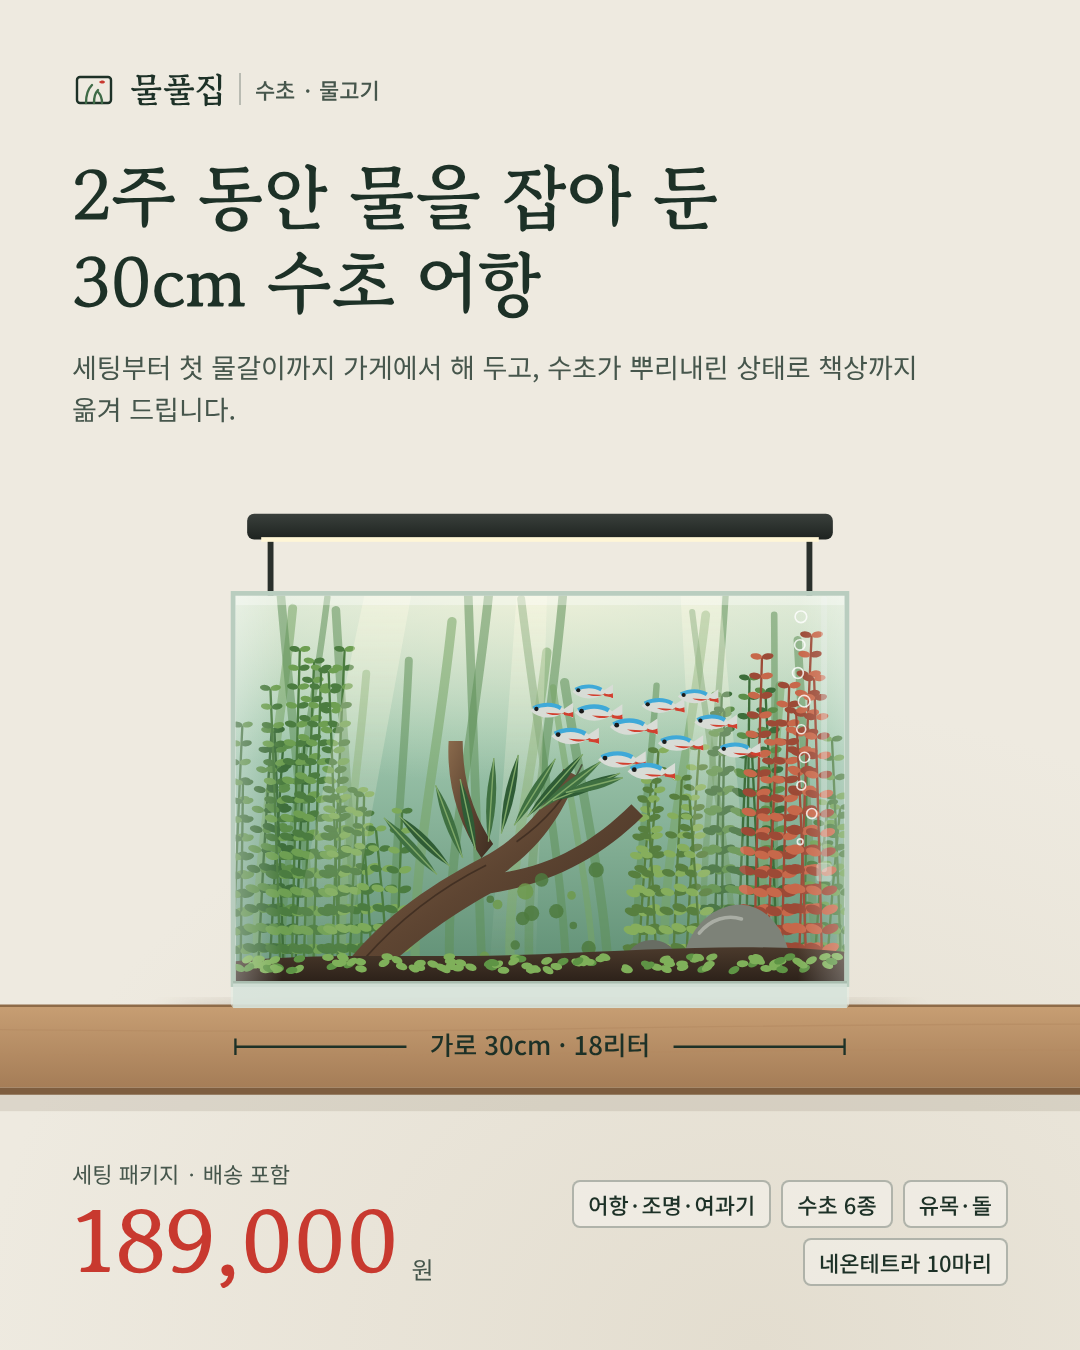 물풀집
수초 · 물고기
2주 동안 물을 잡아 둔
30cm 수초 어항
세팅부터 첫 물갈이까지 가게에서 해 두고, 수초가 뿌리내린 상태로 책상까지
옮겨 드립니다.
가로 30cm · 18리터
세팅 패키지 · 배송 포함
189,000 원
어항·조명·여과기
수초 6종
유목·돌
네온테트라 10마리